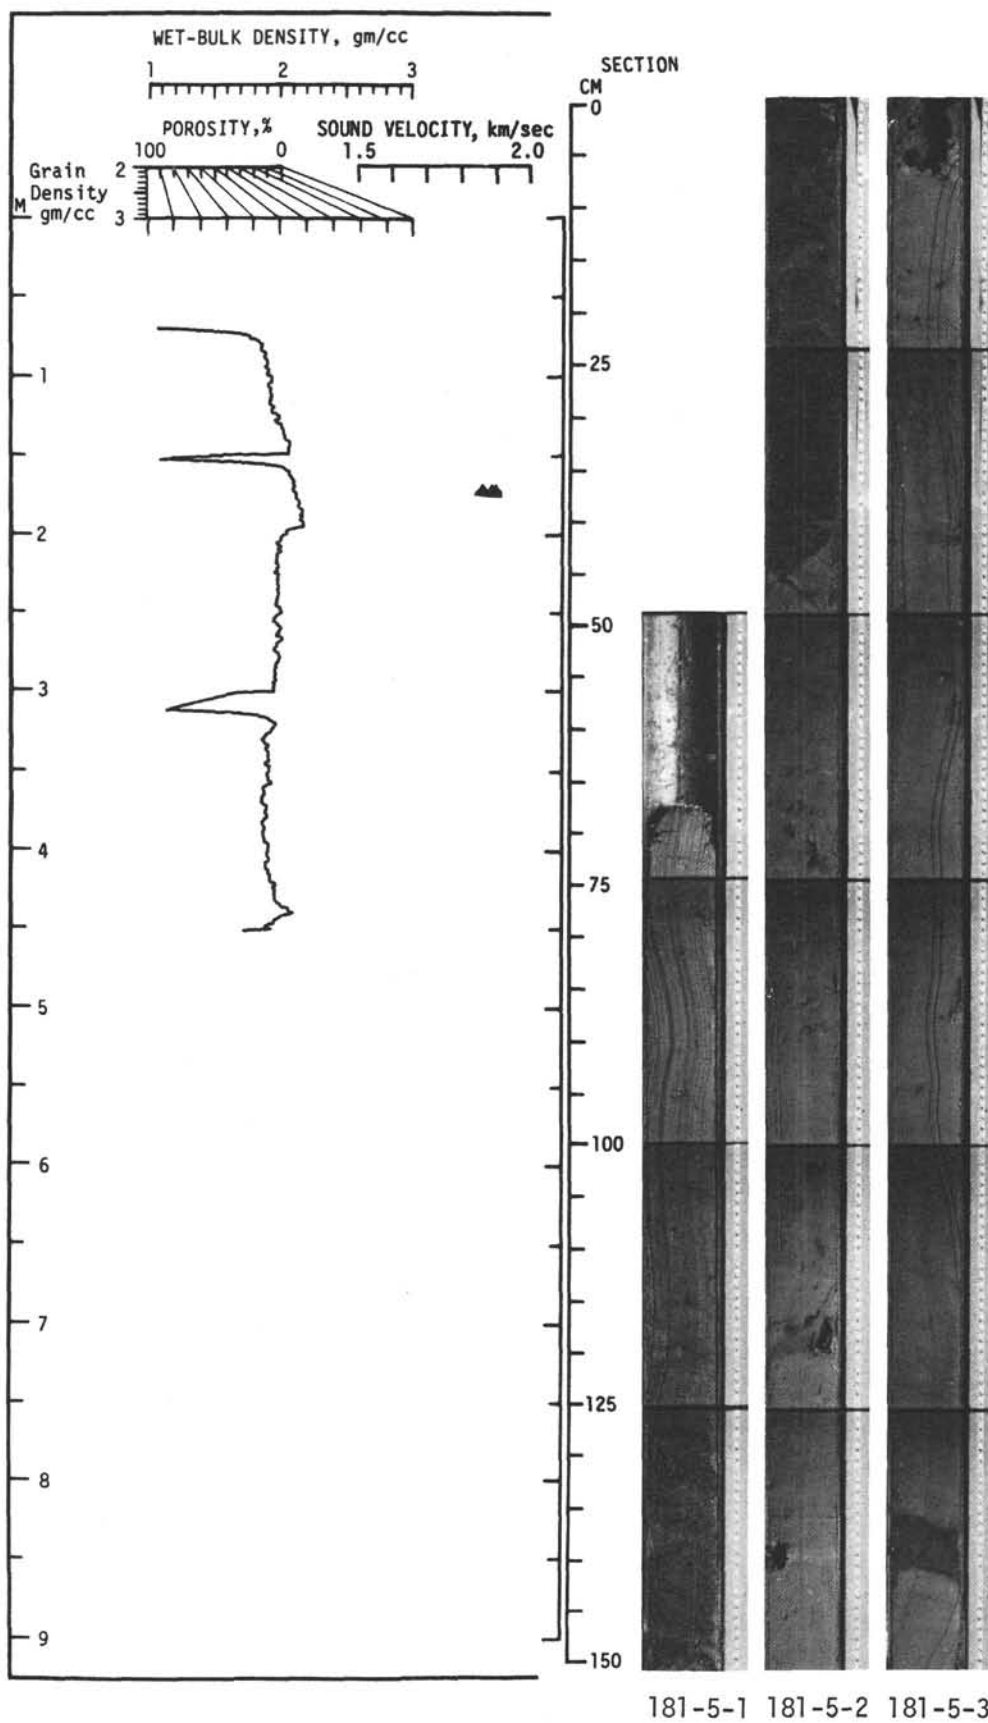 WET-BULK DENSITY, gm/cc
1 2 3
POROSITY,% SOUND VELOCITY, km/sec
100 0 1.5 2.0
Grain 2
Density
M gm/cc 3
1
2
3
4
5
6
7
8
9
SECTION
CM
0
25
50
75
100
125
150
181-5-1 181-5-2 181-5-3